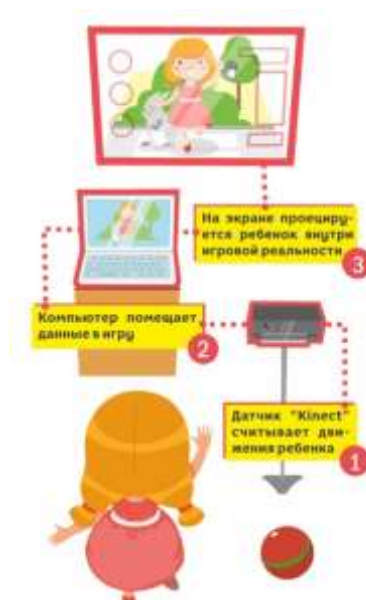 На экране проециру-
ется ребенок внутри
игровой реальности
3
Компьютер помещает
данные в игру
2
Датчик "Kinect"
считывает дви-
жения ребенка
1